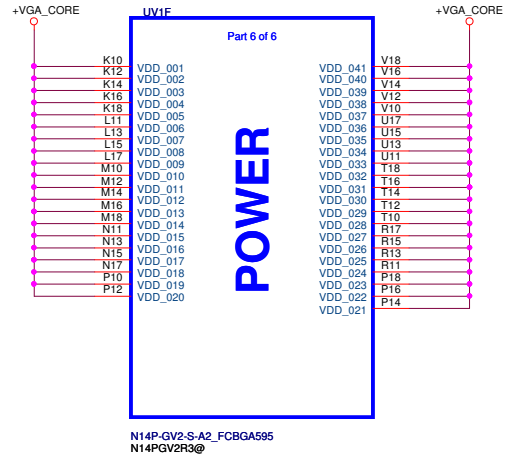 +VGA_CORE
UV1F
+VGA_CORE
Part 6 of 6
K10 VDD_001 VDD_041 V18
K12 VDD_002 VDD_040 V16
K14 VDD_003 VDD_039 V14
K16 VDD_004 VDD_038 V12
K18 VDD_005 VDD_037 V10
L11 VDD_006 VDD_036 U17
L13 VDD_007 VDD_035 U15
L15 VDD_008 VDD_034 U13
L17 VDD_009 VDD_033 U11
M10 VDD_010 VDD_032 T18
M12 VDD_011 VDD_031 T16
M14 VDD_012 VDD_030 T14
M16 VDD_013 VDD_029 T12
M18 VDD_014 VDD_028 T10
N11 VDD_015 VDD_027 R17
N13 VDD_016 VDD_026 R15
N15 VDD_017 VDD_025 R13
N17 VDD_018 VDD_024 R11
P10 VDD_019 VDD_023 P18
P12 VDD_020 VDD_022 P16
VDD_021 P14
POWER
N14P-GV2-S-A2_FCBGA595
N14PGV2R3@